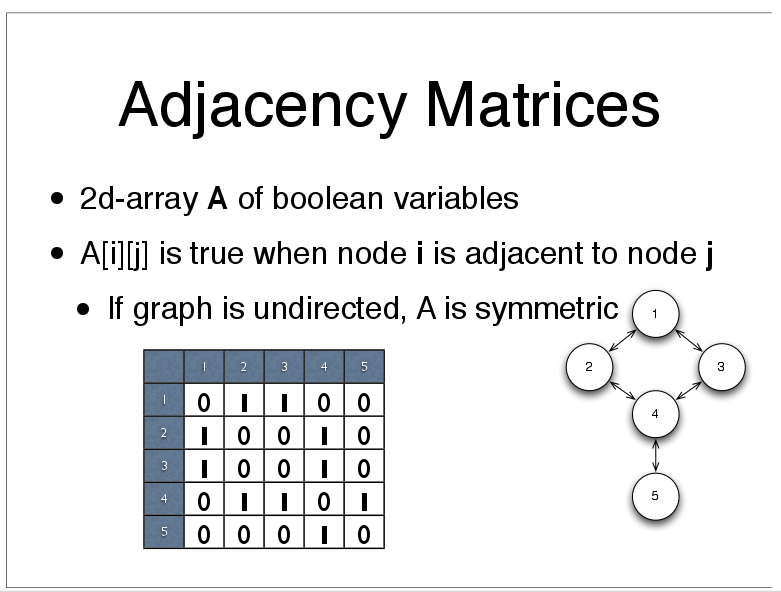 Adjacency Matrices
• 2d-array A of boolean variables
• A[i][j] is true when node i is adjacent to node j
• If graph is undirected, A is symmetric
1 2 3 4 5
1 0 1 1 0 0
2 1 0 0 1 0
3 1 0 0 1 0
4 0 1 1 0 1
5 0 0 0 1 0
1
2 3
4
5